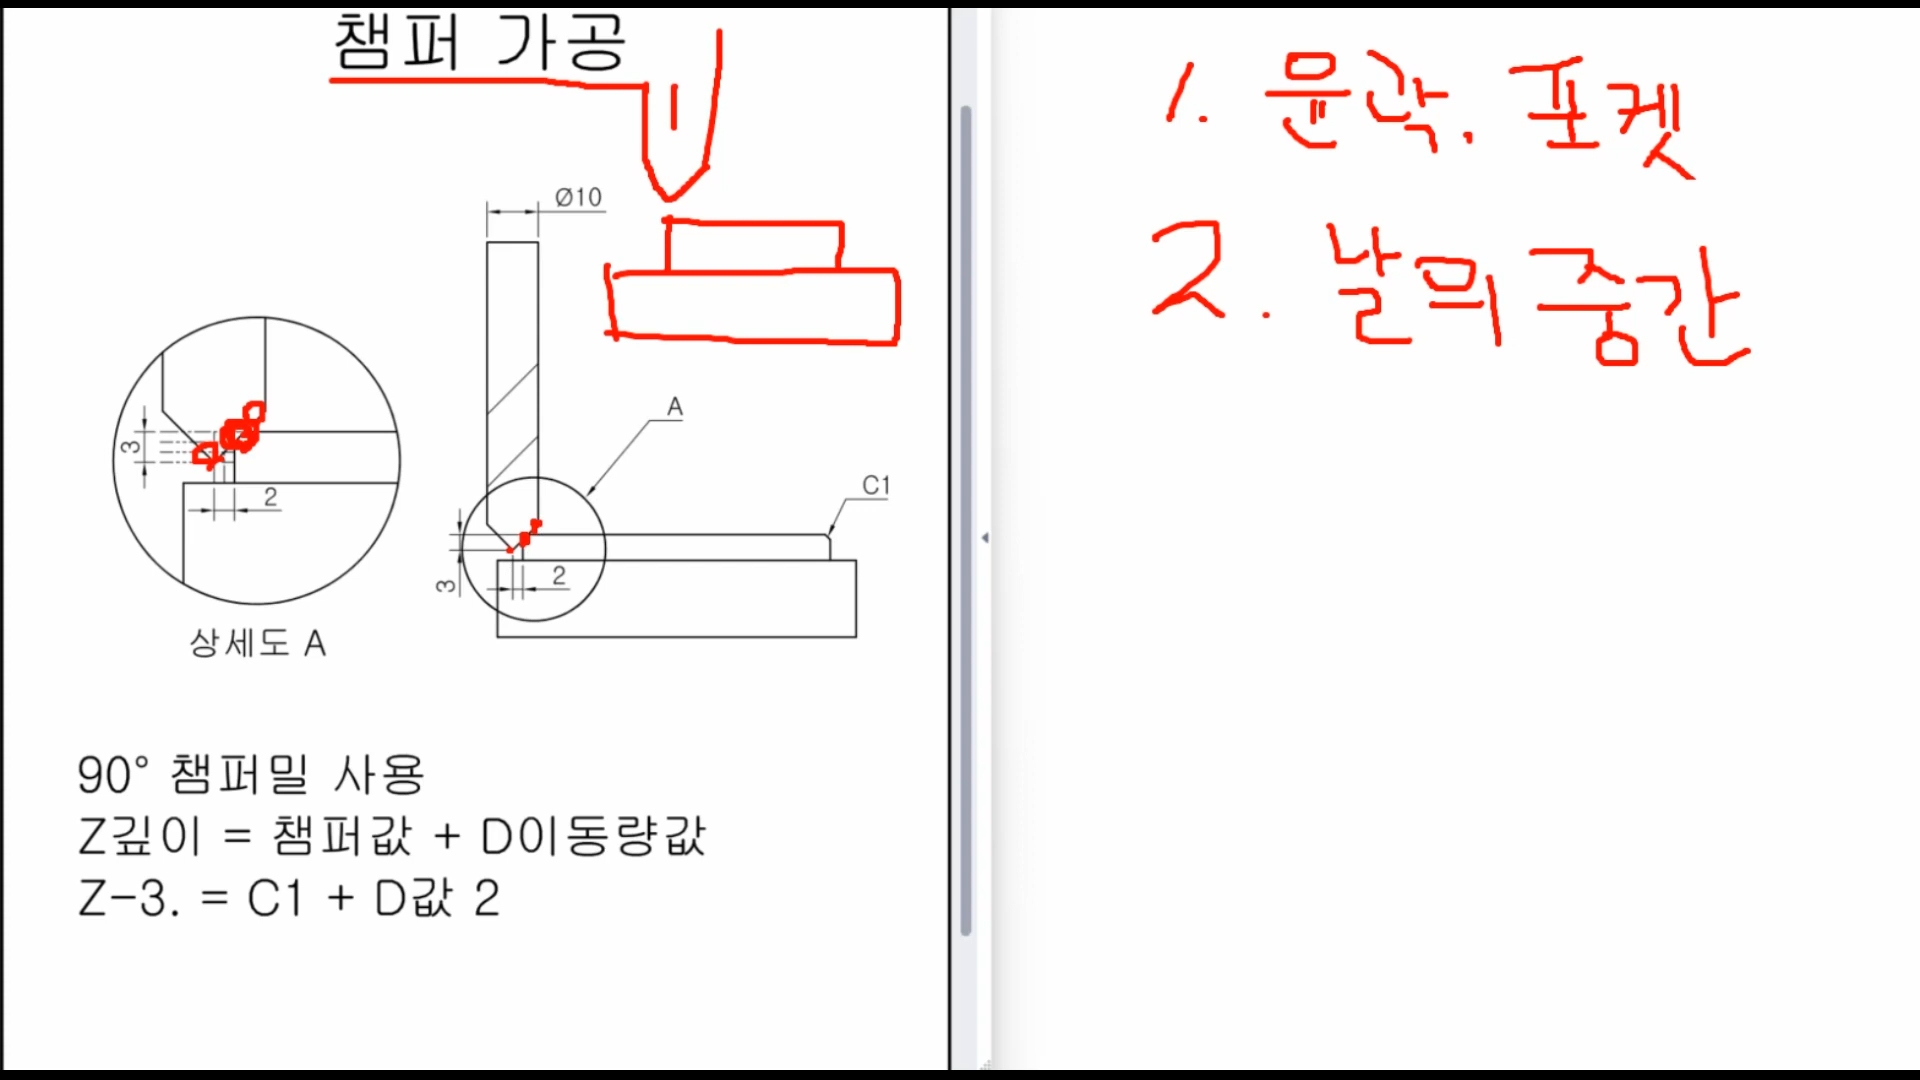 챔퍼 가공
Ø10
A
C1
3
2
3
2
상세도 A
90° 챔퍼밀 사용
Z깊이 = 챔퍼값 + D이동량값
Z-3. = C1 + D값 2
1. 윤곽. 포켓
2. 날의 중간